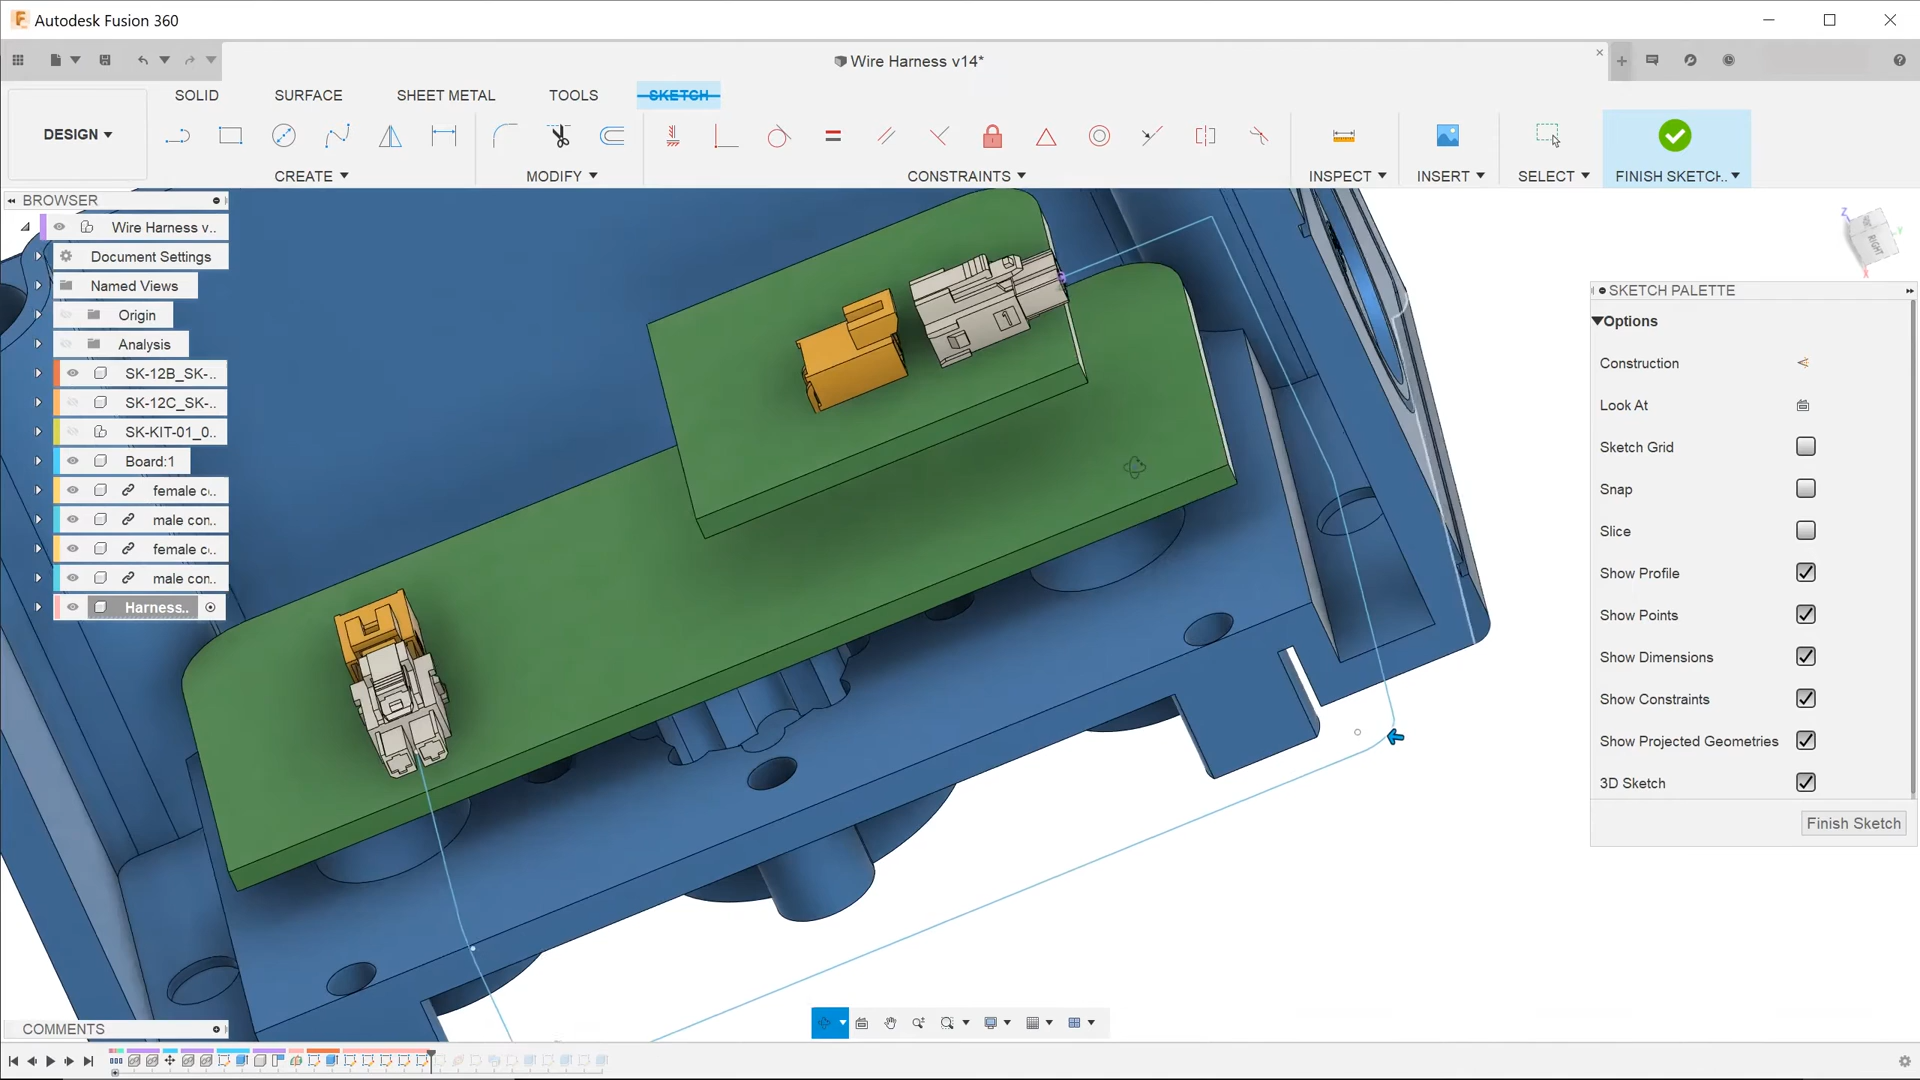 Autodesk Fusion 360
Wire Harness v14*
SOLID SURFACE SHEET METAL TOOLS SKETCH
DESIGN
CREATE MODIFY CONSTRAINTS INSPECT INSERT SELECT FINISH SKETCH..
BROWSER
Wire Harness v..
Document Settings
Named Views
Origin
Analysis
SK-12B_SK-..
SK-12C_SK-..
SK-KIT-01_0..
Board:1
female c..
male con..
female c..
male con..
Harness..
1
Z
RIGHT
Y
X
SKETCH PALETTE
Options
Construction
Look At
Sketch Grid
Snap
Slice
Show Profile
Show Points
Show Dimensions
Show Constraints
Show Projected Geometries
3D Sketch
Finish Sketch
COMMENTS